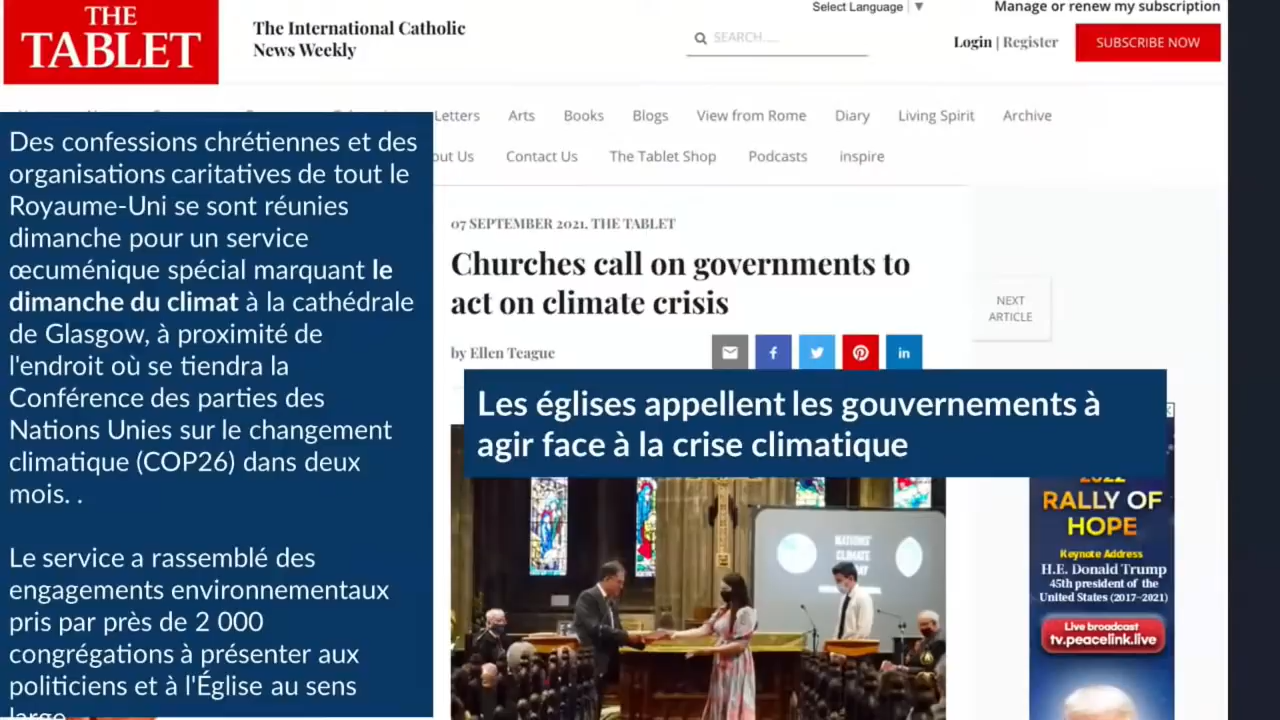 THE
TABLET
The International Catholic
News Weekly
Select Language ▼
SEARCH....
Manage or renew my subscription
Login | Register
SUBSCRIBE NOW
Letters Arts Books Blogs View from Rome Diary Living Spirit Archive
out Us Contact Us The Tablet Shop Podcasts inspire
Des confessions chrétiennes et des
organisations caritatives de tout le
Royaume-Uni se sont réunies
dimanche pour un service
œcuménique spécial marquant le
dimanche du climat à la cathédrale
de Glasgow, à proximité de
l'endroit où se tiendra la
Conférence des parties des
Nations Unies sur le changement
climatique (COP26) dans deux
mois. .
Le service a rassemblé des
engagements environnementaux
pris par près de 2 000
congrégations à présenter aux
politiciens et à l'Église au sens
large
07 SEPTEMBER 2021, THE TABLET
Churches call on governments to
act on climate crisis
by Ellen Teague
NEXT
ARTICLE
Les églises appellent les gouvernements à
agir face à la crise climatique
NATIONS'
CLIMATE
2022
RALLY OF
HOPE
Keynote Address
H.E. Donald Trump
45th president of the
United States (2017-2021)
Live broadcast
tv.peacelink.live